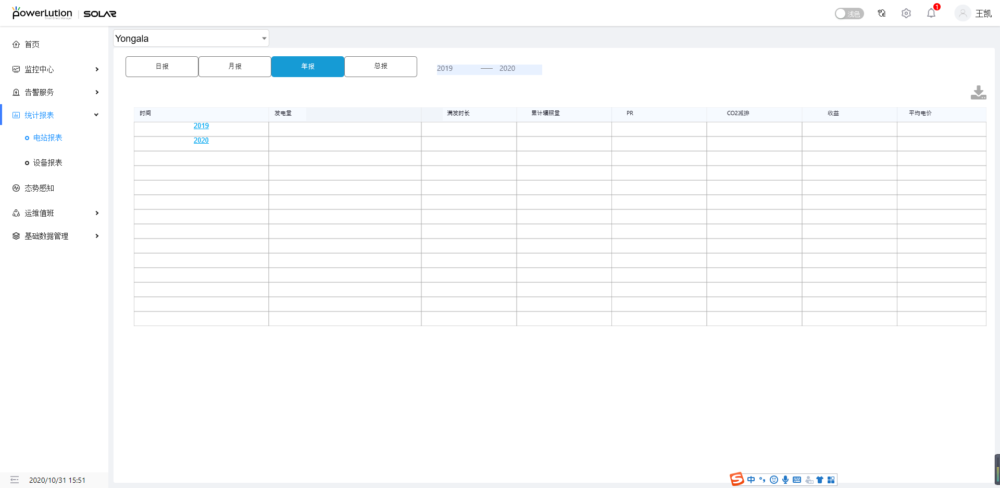 powerLution | SOLAR
Smart Enery Manager
浅色
1
王凯
首页
监控中心
告警服务
统计报表
电站报表
设备报表
态势感知
运维值班
基础数据管理
2020/10/31 15:51
Yongala
日报 月报 年报 总报 2019 — 2020
时间 发电量 满发时长 累计辐照量 PR CO2减排 收益 平均电价
2019
2020
中